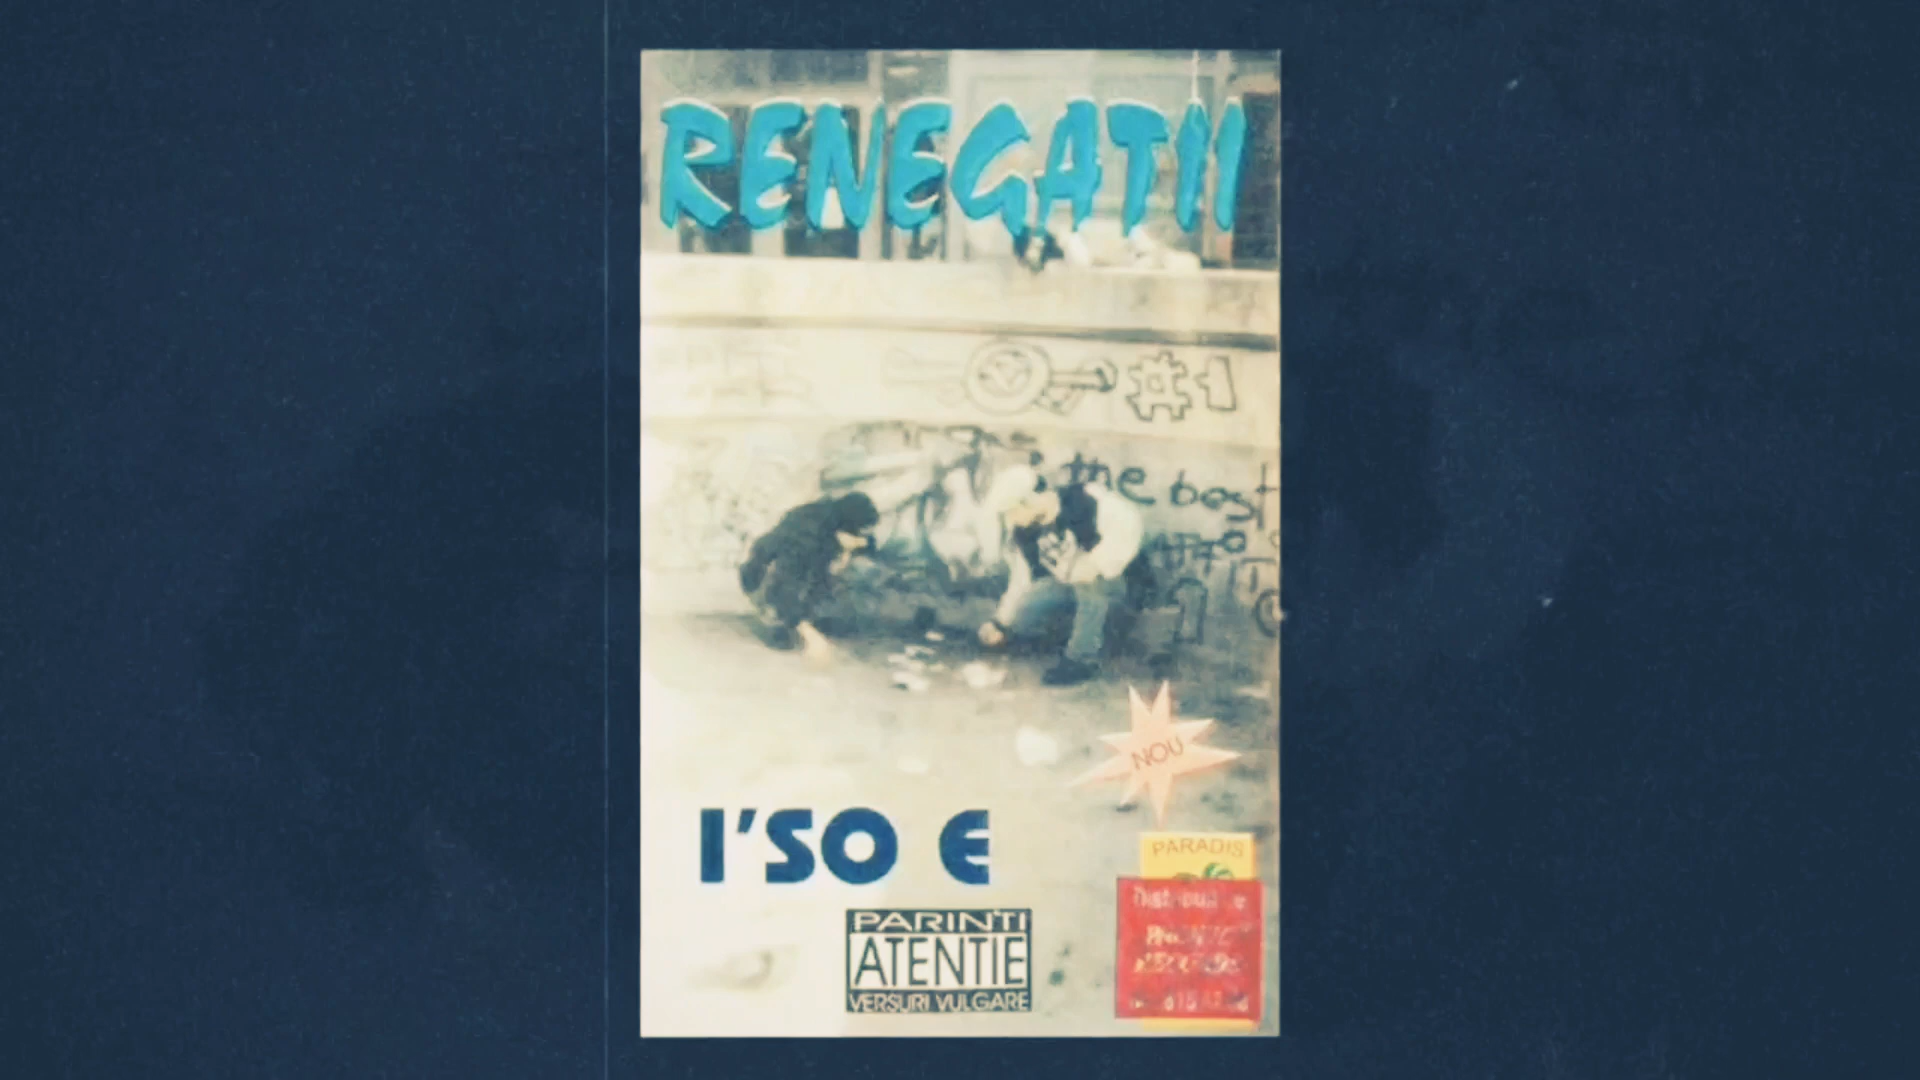 RENEGATII
#1
the best
NOU
I'SO E
PARADIS
PARINTI
ATENTIE
VERSURI VULGARE